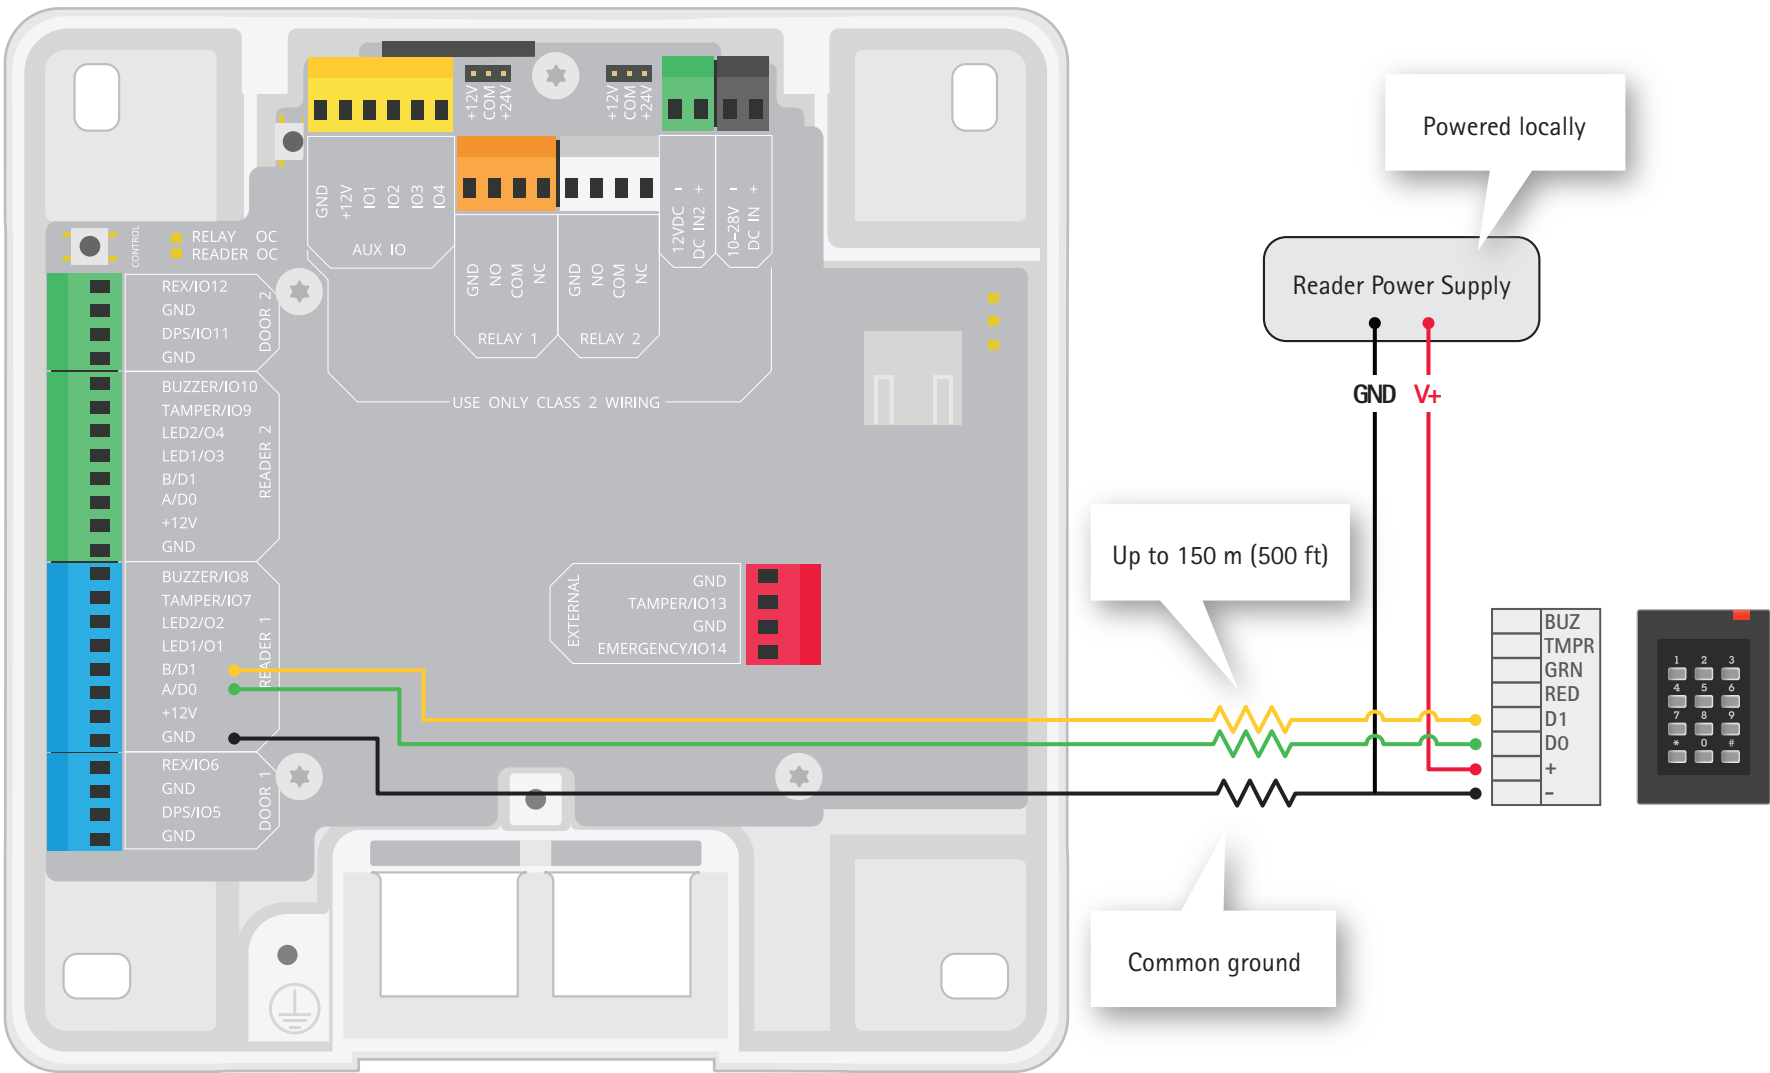 +12V
COM
+24V
+12V
COM
+24V
GND
+12V
IO1
IO2
IO3
IO4
AUX IO
GND
NO
COM
NC
RELAY 1
GND
NO
COM
NC
RELAY 2
12VDC -
DC IN2 +
10-28V -
DC IN +
USE ONLY CLASS 2 WIRING
CONTROL
RELAY OC
READER OC
REX/IO12
GND
DPS/IO11
GND
DOOR 2
BUZZER/IO10
TAMPER/IO9
LED2/O4
LED1/O3
B/D1
A/D0
+12V
GND
READER 2
BUZZER/IO8
TAMPER/IO7
LED2/O2
LED1/O1
B/D1
A/D0
+12V
GND
READER 1
REX/IO6
GND
DPS/IO5
GND
DOOR 1
EXTERNAL
GND
TAMPER/IO13
GND
EMERGENCY/IO14
Powered locally
Reader Power Supply
GND V+
Up to 150 m (500 ft)
Common ground
BUZ
TMPR
GRN
RED
D1
D0
+
-
1 2 3
4 5 6
7 8 9
* 0 #